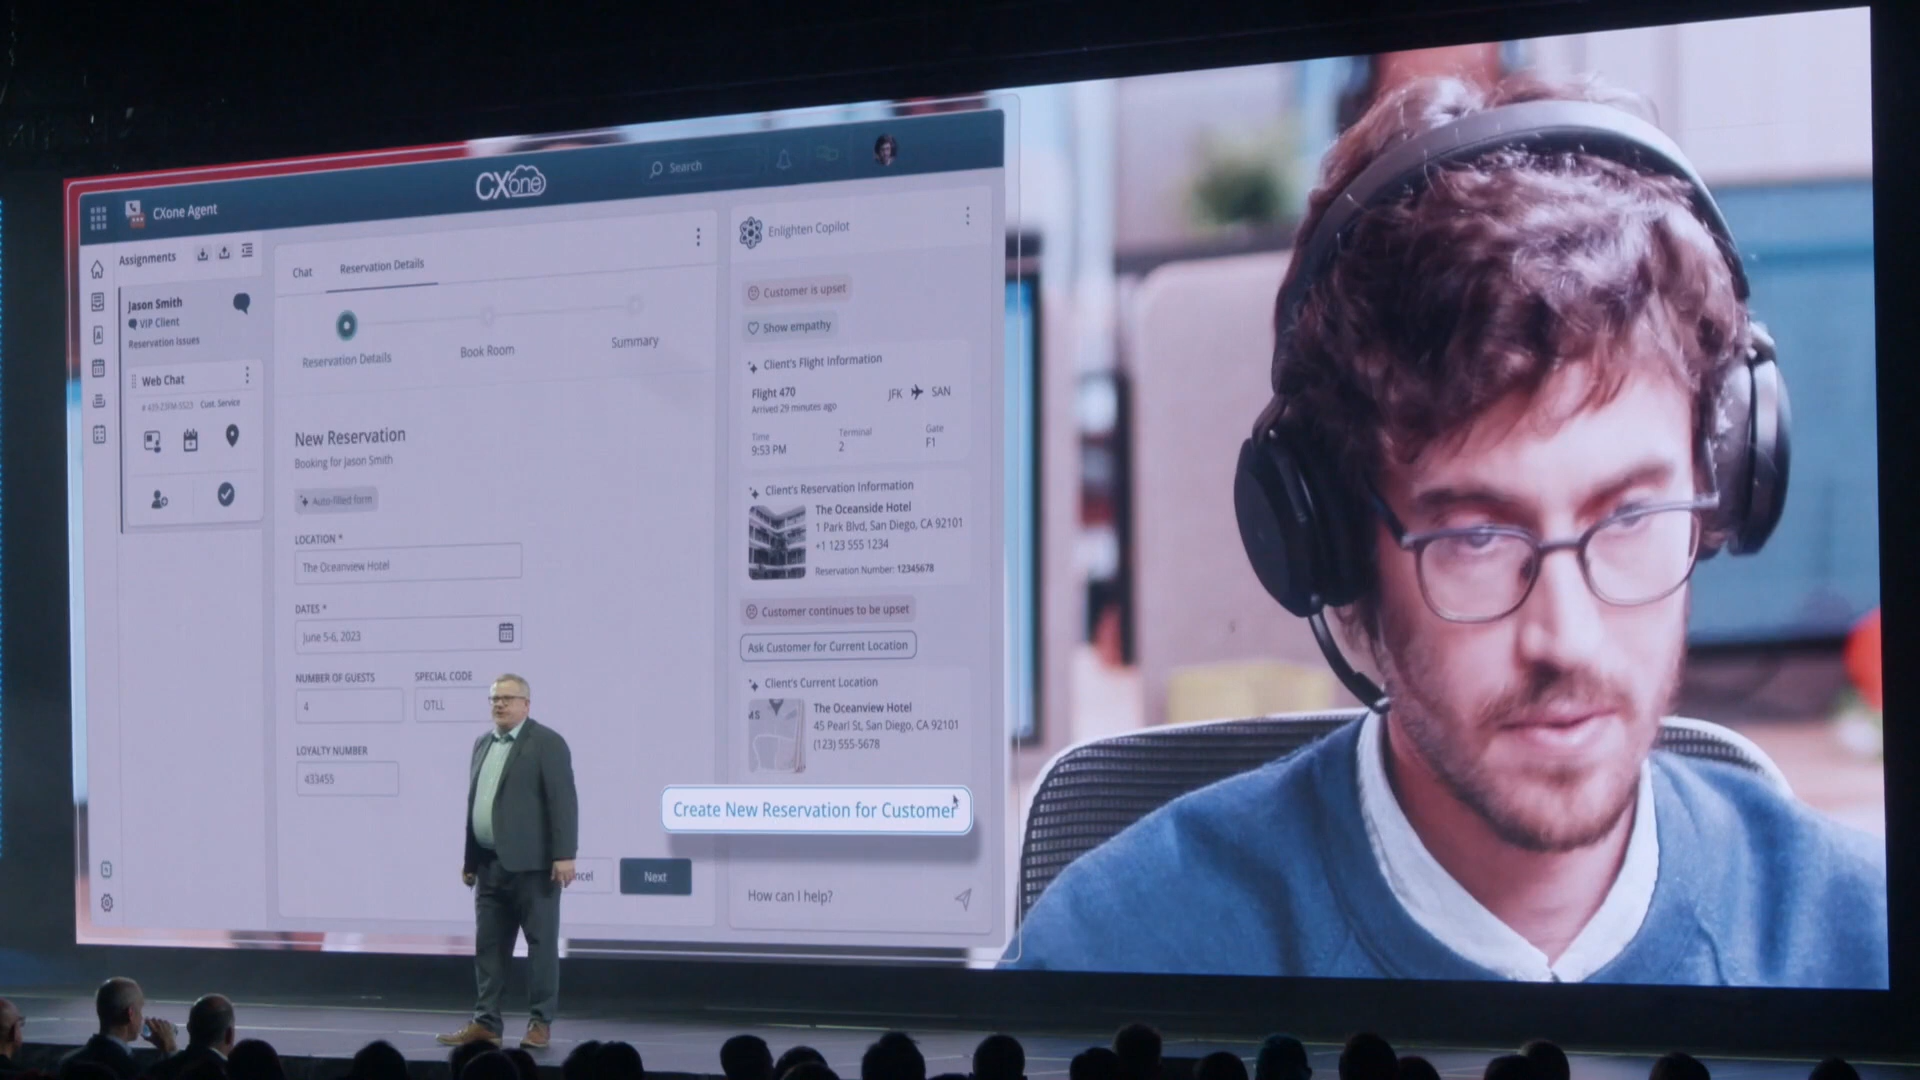 CXone
Search
CXone Agent
Assignments
Jason Smith
VIP Client
Reservation issues
Web Chat
Cust. Service
Chat
Reservation Details
Reservation Details
Book Room
Summary
New Reservation
Booking for Jason Smith
Auto-filled form
LOCATION *
The Oceanview Hotel
DATES *
June 5-6, 2023
NUMBER OF GUESTS
SPECIAL CODE
4
OTLL
LOYALTY NUMBER
433455
Next
Enlighten Copilot
Customer is upset
Show empathy
Client's Flight Information
Flight 470
JFK SAN
Arrived 29 minutes ago
Time
Terminal
Gate
9:53 PM
2
F1
Client's Reservation Information
The Oceanside Hotel
1 Park Blvd, San Diego, CA 92101
+1 123 555 1234
Reservation Number: 12345678
Customer continues to be upset
Ask Customer for Current Location
Client's Current Location
The Oceanview Hotel
45 Pearl St, San Diego, CA 92101
(123) 555-5678
Create New Reservation for Customer
How can I help?